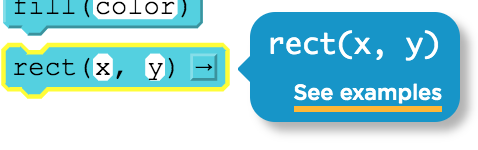 fill(color)
rect(x, y) →
rect(x, y)
See examples